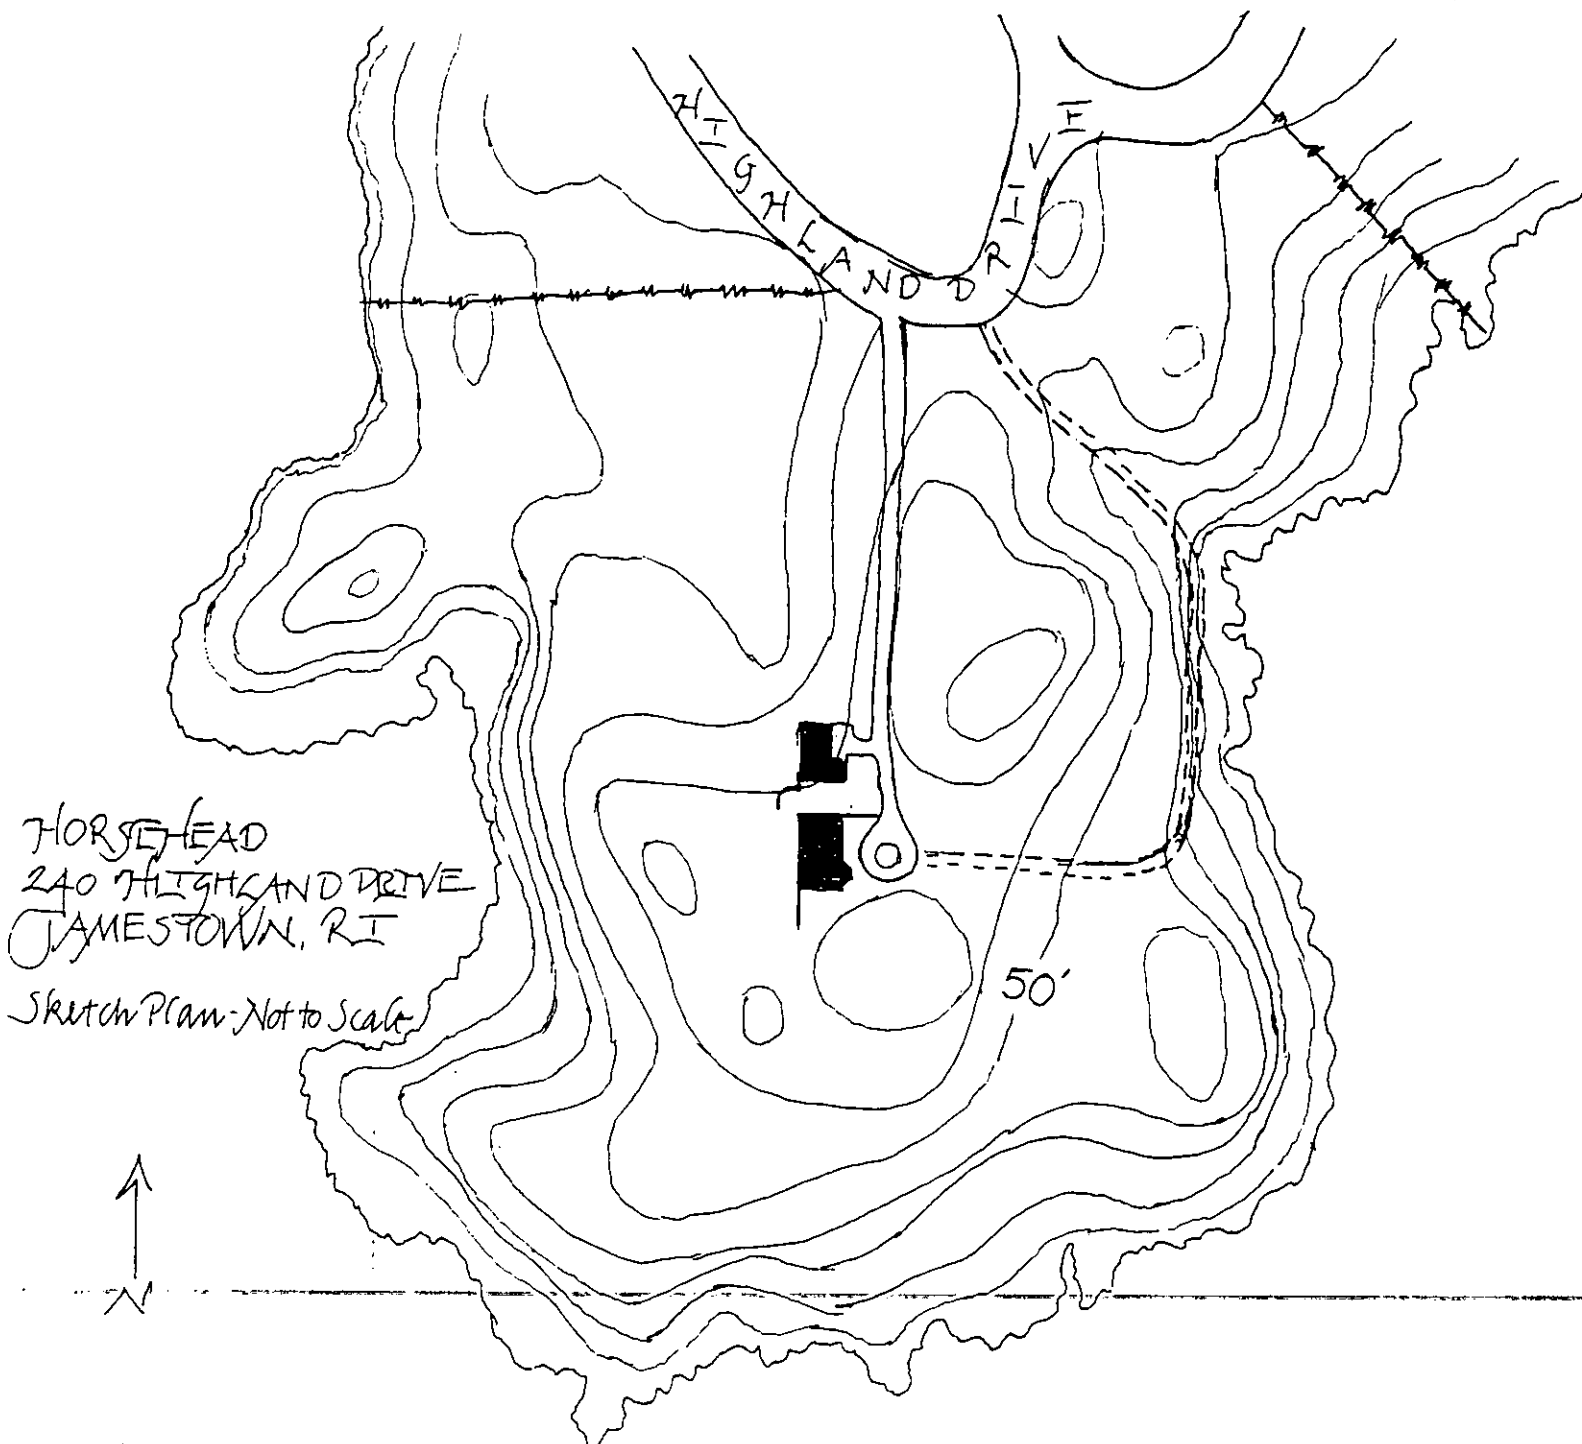 HIGHLAND DRIVE
HORSEHEAD
240 HIGHLAND DRIVE
JAMESTOWN, RI
Sketch Plan - Not to Scale
50'
N